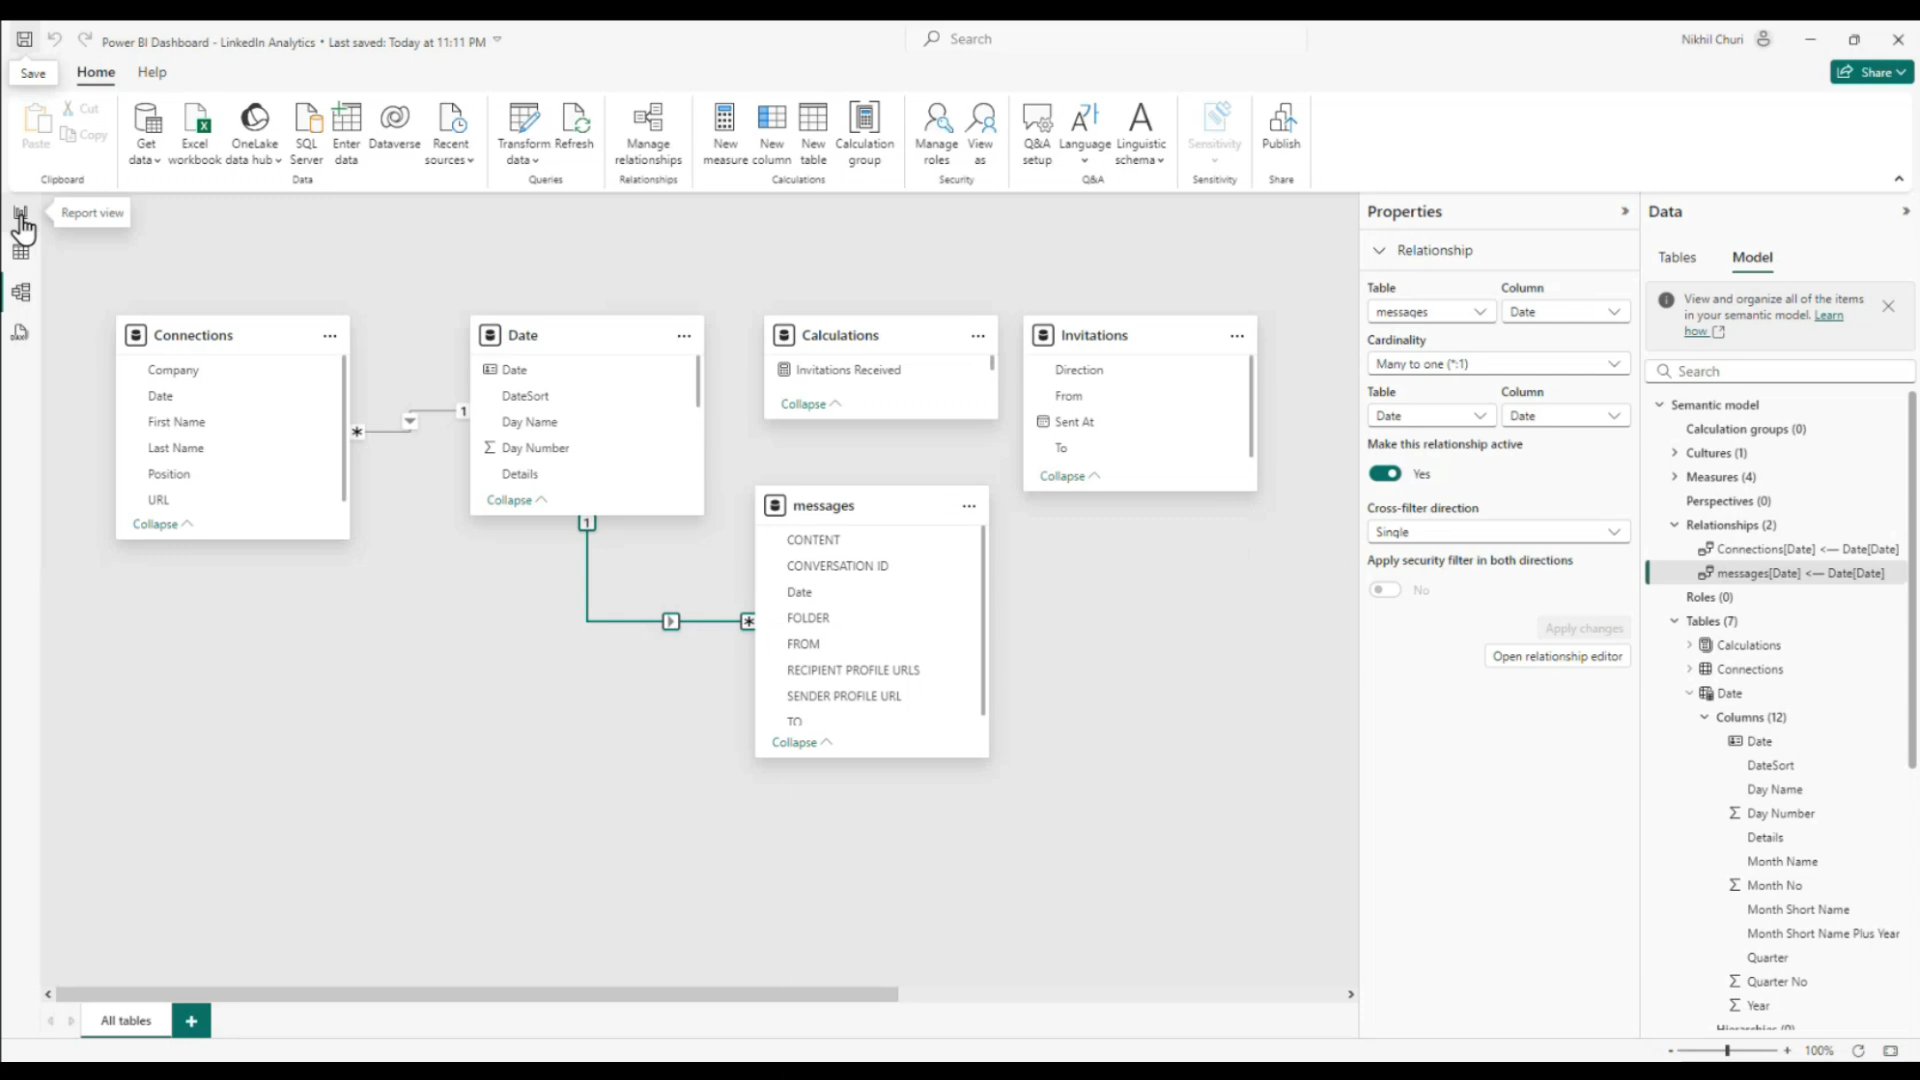 Power BI Dashboard - LinkedIn Analytics • Last saved: Today at 11:11 PM
Search
Nikhil Churi
Save
Home
Help
Share
Paste
Cut
Copy
Clipboard
Get data
Excel workbook
OneLake data hub
SQL Server
Enter data
Dataverse
Recent sources
Data
Transform data
Refresh
Queries
Manage relationships
Relationships
New measure
New column
New table
Calculation group
Calculations
Manage roles
View as
Security
Q&A setup
Language
Linguistic schema
Q&A
Sensitivity
Sensitivity
Publish
Share
Report view
Connections
Company
Date
First Name
Last Name
Position
URL
Collapse
*
1
Date
Date
DateSort
Day Name
Day Number
Details
Collapse
1
*
Calculations
Invitations Received
Collapse
Invitations
Direction
From
Sent At
To
Collapse
messages
CONTENT
CONVERSATION ID
Date
FOLDER
FROM
RECIPIENT PROFILE URLS
SENDER PROFILE URL
TO
Collapse
Properties
Relationship
Table
Column
messages
Date
Cardinality
Many to one (*:1)
Table
Column
Date
Date
Make this relationship active
Yes
Cross-filter direction
Single
Apply security filter in both directions
No
Apply changes
Open relationship editor
Data
Tables
Model
View and organize all of the items
in your semantic model. Learn
how
Search
Semantic model
Calculation groups (0)
Cultures (1)
Measures (4)
Perspectives (0)
Relationships (2)
Connections[Date] <— Date[Date]
messages[Date] <— Date[Date]
Roles (0)
Tables (7)
Calculations
Connections
Date
Columns (12)
Date
DateSort
Day Name
Day Number
Details
Month Name
Month No
Month Short Name
Month Short Name Plus Year
Quarter
Quarter No
Year
Hierarchies (0)
All tables
+
-
+
100%